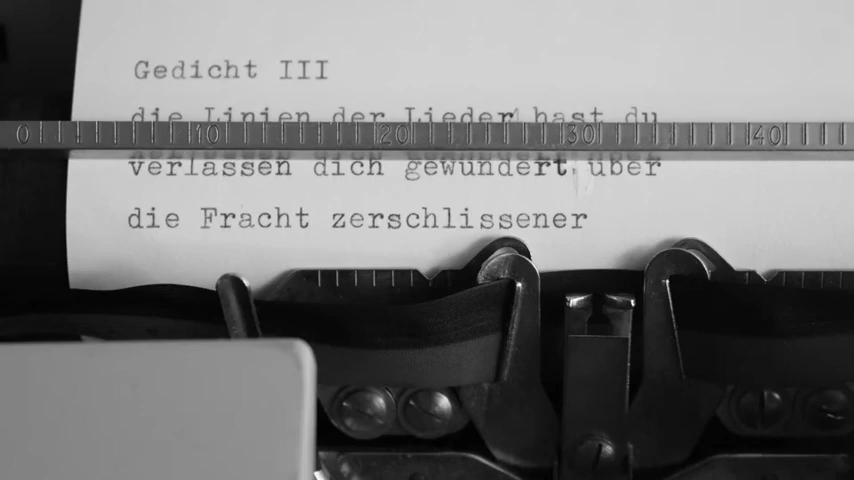 Gedicht III
die Linien der Lieder hast du
0 10 20 30 40
verlassen dich gewundert über
die Fracht zerschlissener